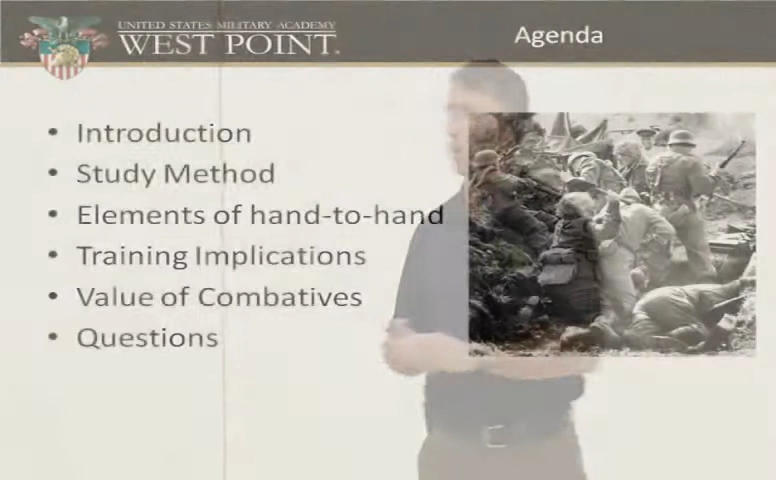 UNITED STATES MILITARY ACADEMY
WEST POINT.
Agenda
• Introduction
• Study Method
• Elements of hand-to-hand
• Training Implications
• Value of Combatives
• Questions